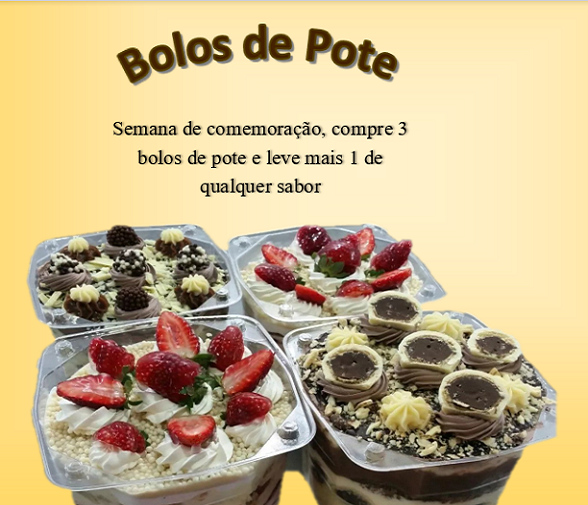 Bolos de Pote
Semana de comemoração, compre 3
bolos de pote e leve mais 1 de
qualquer sabor